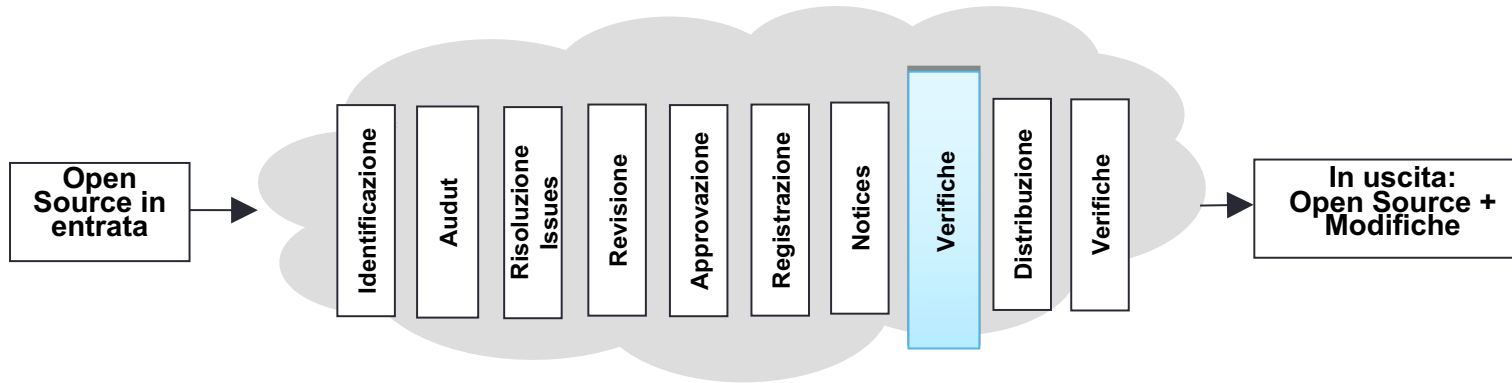 Open
Source in
entrata
Identificazione
Audut
Risoluzione
Issues
Revisione
Approvazione
Registrazione
Notices
Verifiche
Distribuzione
Verifiche
In uscita:
Open Source +
Modifiche